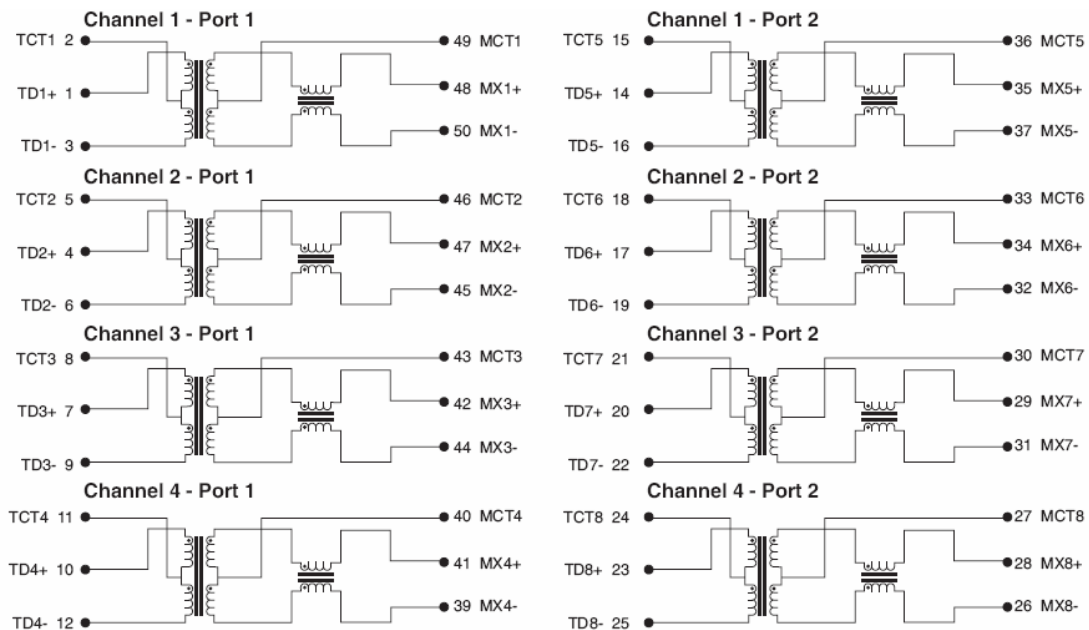 Channel 1 - Port 1
TCT1 2
49 MCT1
TD1+ 1
48 MX1+
50 MX1-
TD1- 3
Channel 2 - Port 1
TCT2 5
46 MCT2
TD2+ 4
47 MX2+
45 MX2-
TD2- 6
Channel 3 - Port 1
TCT3 8
43 MCT3
TD3+ 7
42 MX3+
44 MX3-
TD3- 9
Channel 4 - Port 1
TCT4 11
40 MCT4
TD4+ 10
41 MX4+
39 MX4-
TD4- 12
Channel 1 - Port 2
TCT5 15
36 MCT5
TD5+ 14
35 MX5+
37 MX5-
TD5- 16
Channel 2 - Port 2
TCT6 18
33 MCT6
TD6+ 17
34 MX6+
32 MX6-
TD6- 19
Channel 3 - Port 2
TCT7 21
30 MCT7
TD7+ 20
29 MX7+
31 MX7-
TD7- 22
Channel 4 - Port 2
TCT8 24
27 MCT8
TD8+ 23
28 MX8+
26 MX8-
TD8- 25